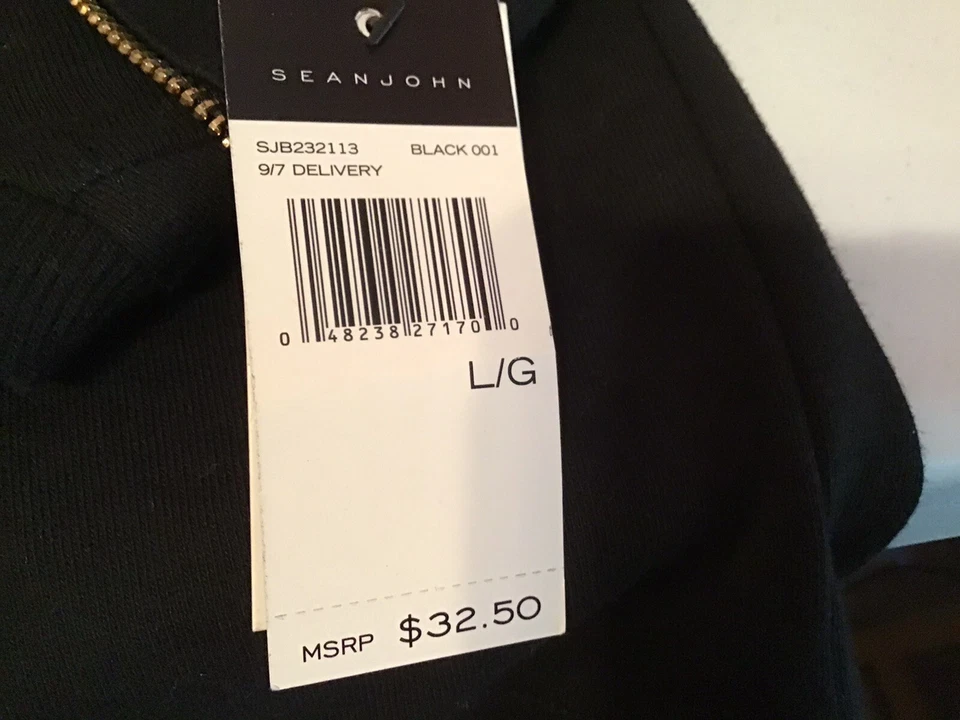 SEANJOHN
SJB232113 BLACK 001
9/7 DELIVERY
0 48238 27170 0
L/G
MSRP $32.50